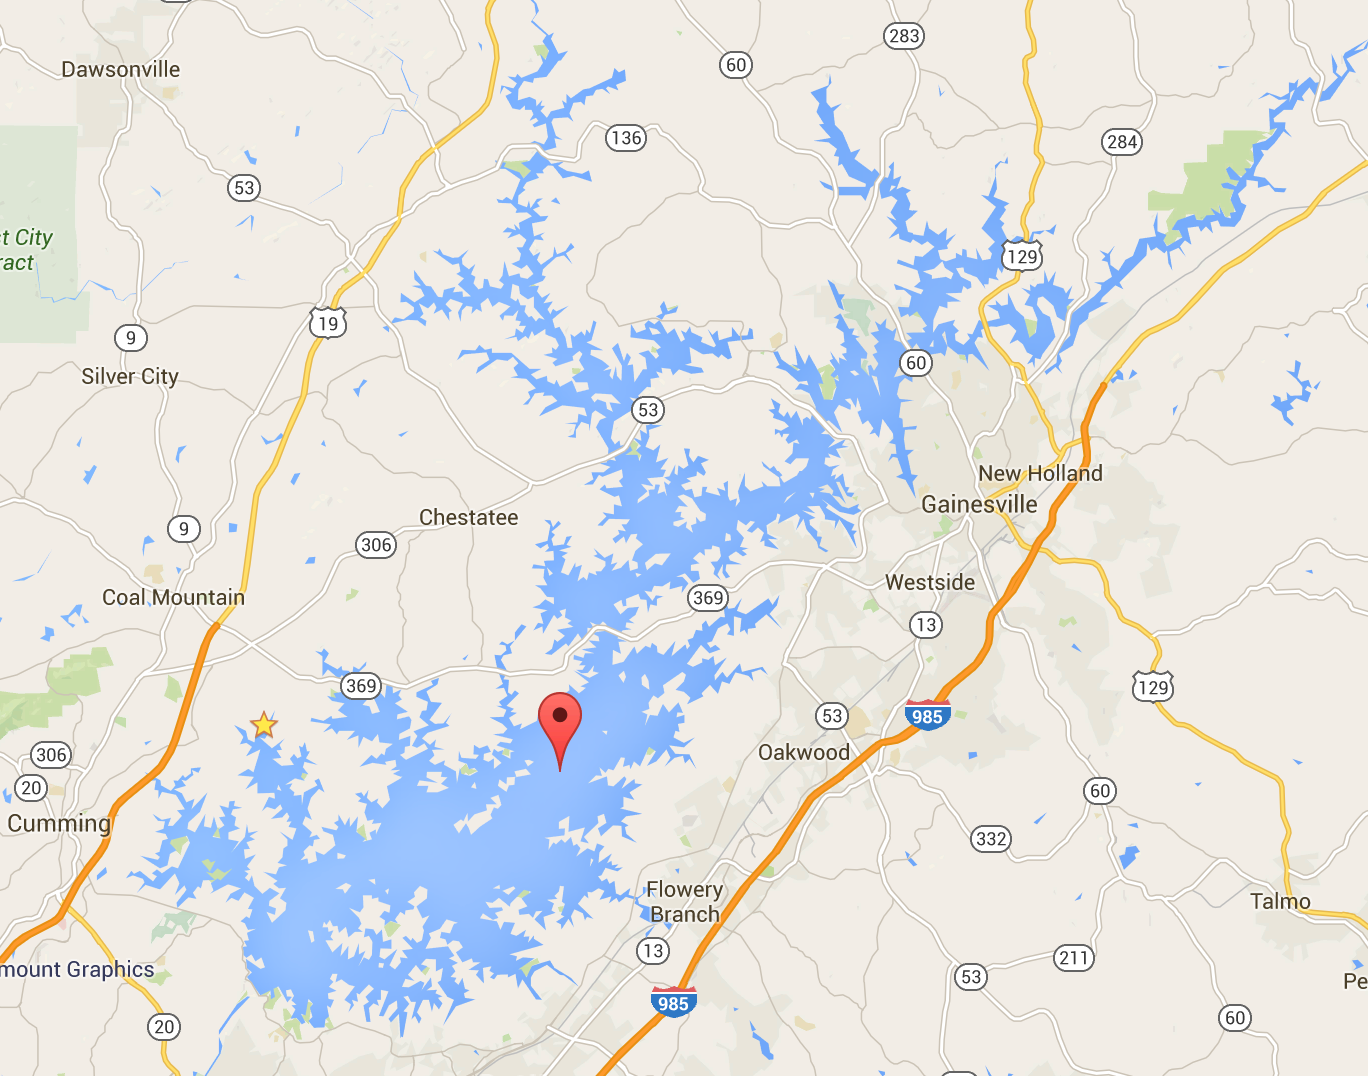 283
60
Dawsonville
136
284
53
st City
ract
129
19
9
60
Silver City
53
New Holland
Gainesville
Chestatee
9
306
Westside
Coal Mountain
369
13
369
129
985
53
306
Oakwood
20
60
Cumming
332
Flowery
Branch
Talmo
13
211
mount Graphics
53
Pe
985
60
20